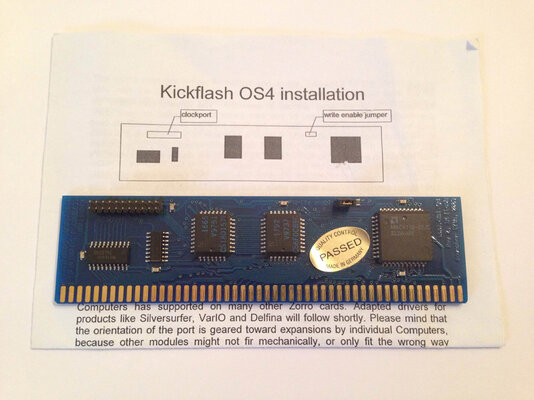 Kickflash OS4 installation
clockport
write enable jumper
QUALITY CONTROL
PASSED
MADE IN GERMANY
Computers has supported on many other Zorro cards. Adapted drivers for
products like Silversurfer, VarIO and Delfina will follow shortly. Please mind that
the orientation of the port is geared toward expansions by individual Computers,
because other modules might not fir mechanically, or only fit the wrong way